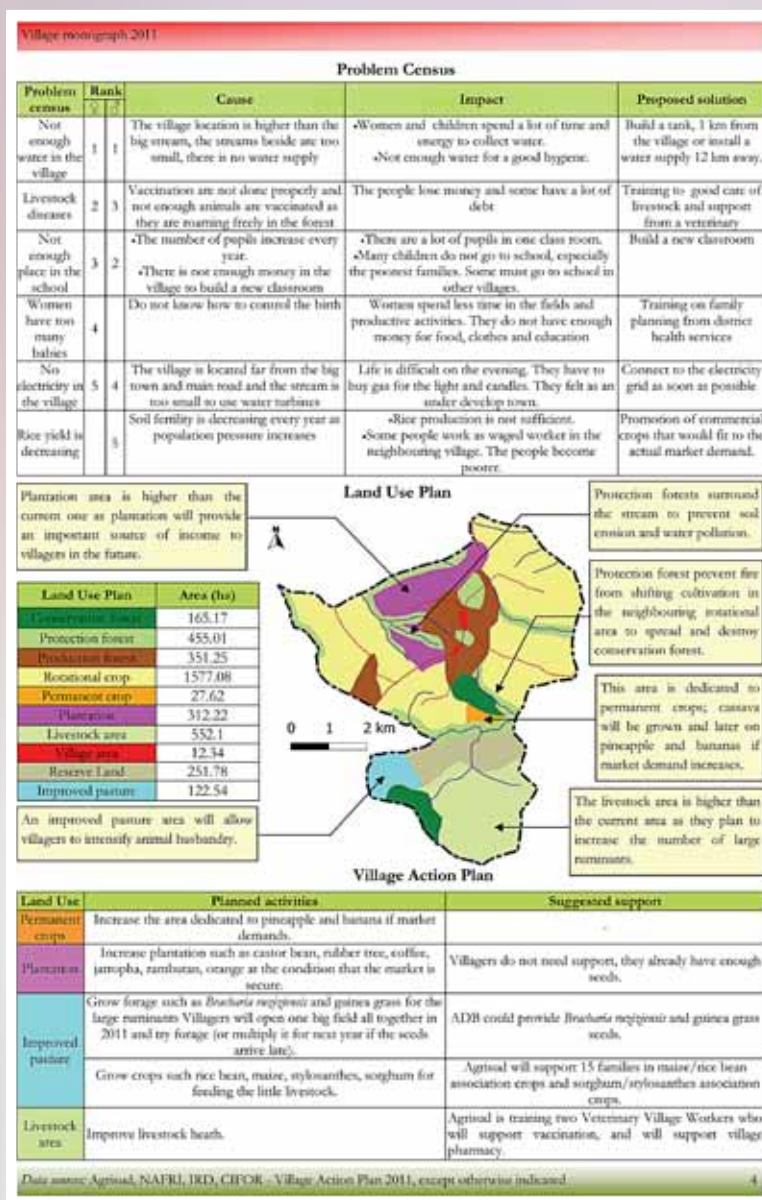 Village monigraph 2011
Problem Census
Problem census
Rank
♀ ♂
Cause
Impact
Proposed solution
Not enough water in the village
1
1
The village location is higher than the
big stream, the streams beside are too
small, there is no water supply
•Women and children spend a lot of time and
energy to collect water.
•Not enough water for a good hygiene.
Build a tank, 1 km from
the village or install a
water supply 12 km away.
Livestock
diseases
2
3
Vaccination are not done properly and
not enough animals are vaccinated as
they are roaming freely in the forest
The people lose money and some have a lot of
debt
Training to good care of
livestock and support
from a veterinary
Not
enough
place in the
school
3
2
•The number of pupils increase every
year.
•There is not enough money in the
village to build a new classroom
•There are a lot of pupils in one class room.
•Many children do not go to school, especially
the poorest families. Some must go to school in
other villages.
Build a new classroom
Women
have too
many
babies
4
Do not know how to control the birth
Women spend less time in the fields and
productive activities. They do not have enough
money for food, clothes and education
Training on family
planning from district
health services
No
electricity in
the village
5
4
The village is located far from the big
town and main road and the stream is
too small to use water turbines
Life is difficult on the evening. They have to
buy gas for the light and candles. They felt as an
under develop town.
Connect to the electricity
grid as soon as possible
Rice yield is
decreasing
5
Soil fertility is decreasing every year as
population pressure increases
•Rice production is not sufficient.
•Some people work as waged worker in the
neighbouring village. The people become
poorer.
Promotion of commercial
crops that would fit to the
actual market demand.
Land Use Plan
Plantation area is higher than the
current one as plantation will provide
an important source of income to
villagers in the future.
N
Protection forests surround
the stream to prevent soil
erosion and water pollution.
Protection forest prevent fire
from shifting cultivation in
the neighbouring rotational
area to spread and destroy
conservation forest.
This area is dedicated to
permanent crops; cassava
will be grown and later on
pineapple and bananas if
market demand increases.
The livestock area is higher than
the current area as they plan to
increase the number of large
ruminants.
Land Use Plan Area (ha)
Conservation forest 165.17
Protection forest 455.01
Production forest 351.25
Rotational crop 1577.08
Permanent crop 27.62
Plantation 312.22
Livestock area 552.1
Village area 12.34
Reserve Land 251.78
Improved pasture 122.54
0 1 2 km
An improved pasture area will allow
villagers to intensify animal husbandry.
Village Action Plan
Land Use
Planned activities
Suggested support
Permanent
crops
Increase the area dedicated to pineapple and banana if market
demands.
-
Plantation
Increase plantation such as castor bean, rubber tree, coffee,
jatropha, rambutan, orange at the condition that the market is
secure.
Villagers do not need support, they already have enough
seeds.
Improved
pasture
Grow forage such as and guinea grass for the
large ruminants Villagers will open one big field all together in
2011 and try forage (or multiply it for next year if the seeds
arrive late).
ADB could provide and guinea grass
seeds.
Grow crops such rice bean, maize, stylosanthes, sorghum for
feeding the little livestock.
Agrisud will support 15 families in maize/rice bean
association crops and sorghum/stylosanthes association
crops.
Livestock
area
Improve livestock heath.
Agrisud is training two Veterinary Village Workers who
will support vaccination, and will support village
pharmacy.
Data source: Agrisud, NAFRI, IRD, CIFOR - Village Action Plan 2011, except otherwise indicated
4